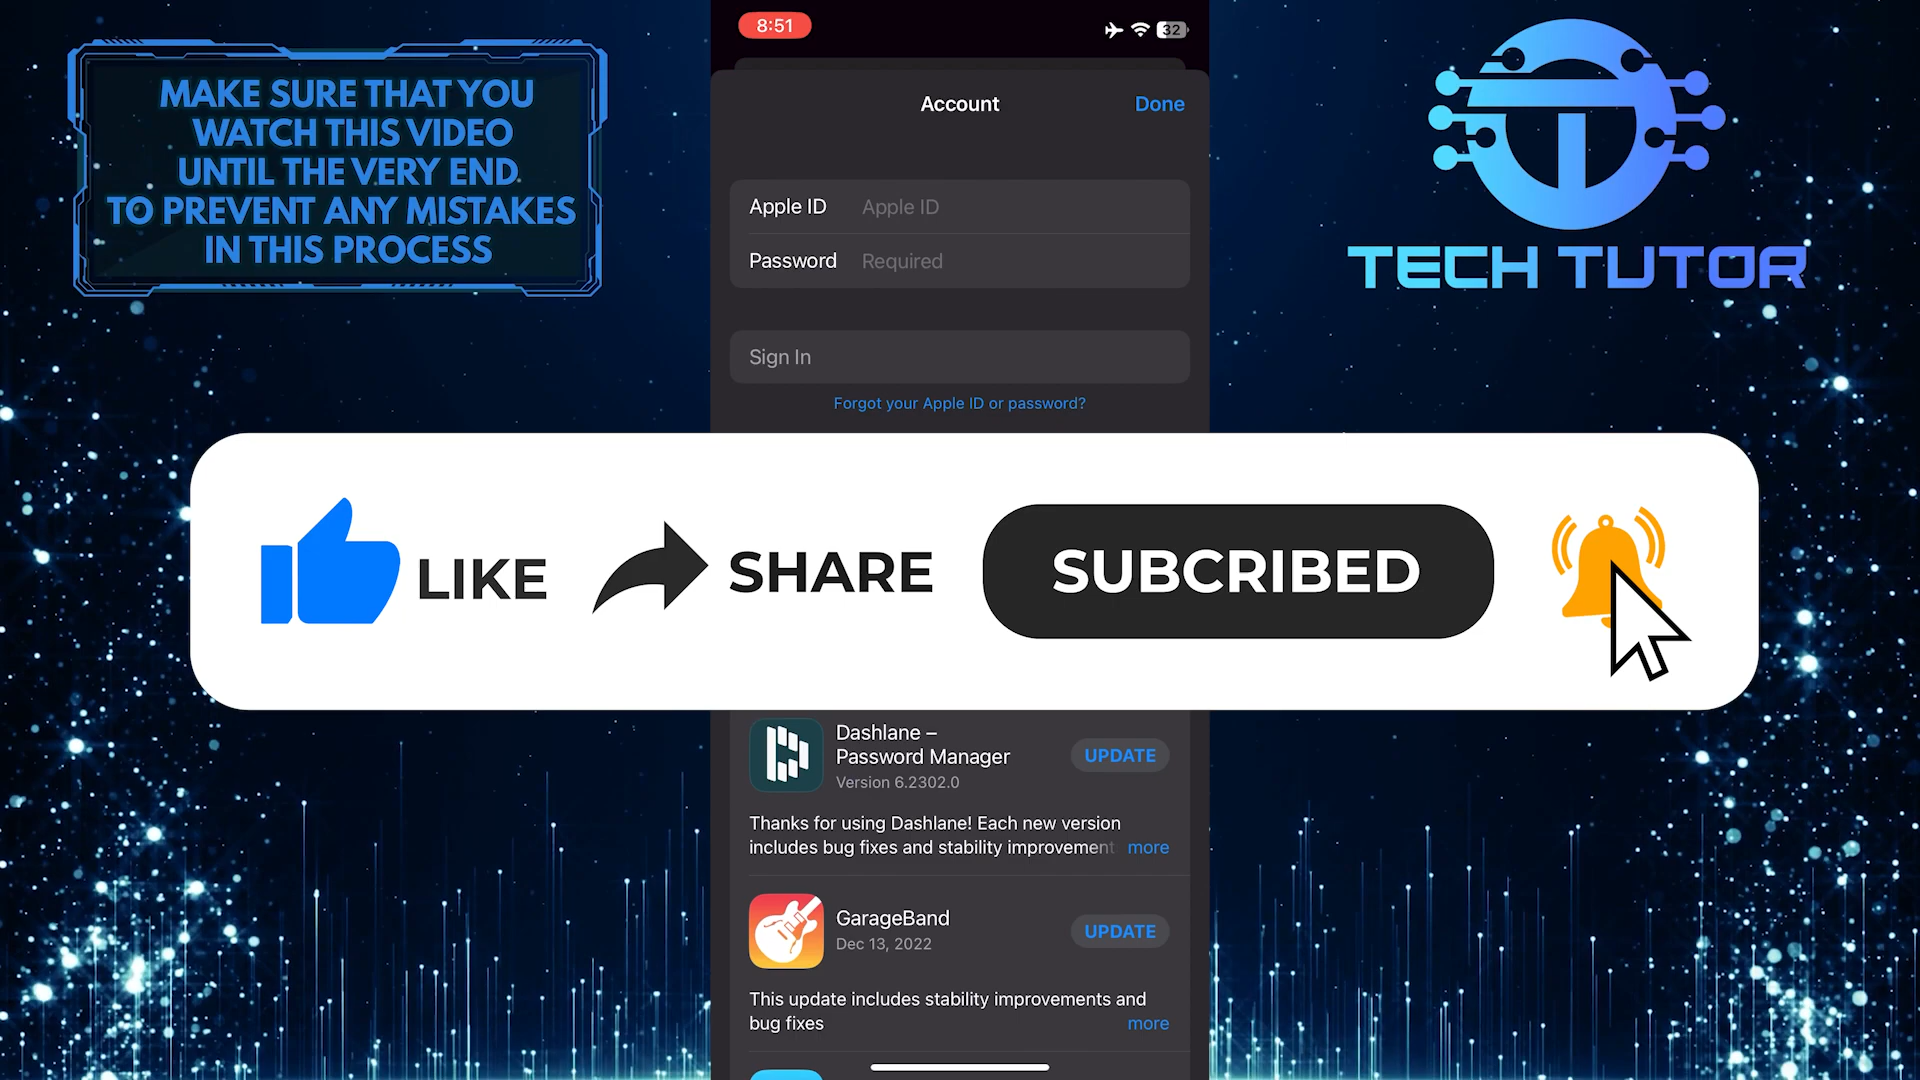 MAKE SURE THAT YOU
WATCH THIS VIDEO
UNTIL THE VERY END
TO PREVENT ANY MISTAKES
IN THIS PROCESS
8:51
32
Account
Done
Apple ID Apple ID
Password Required
Sign In
Forgot your Apple ID or password?
TECH TUTOR
LIKE
SHARE
SUBCRIBED
Dashlane –
Password Manager
Version 6.2302.0
UPDATE
Thanks for using Dashlane! Each new version
includes bug fixes and stability improvement more
GarageBand
Dec 13, 2022
UPDATE
This update includes stability improvements and
bug fixes more